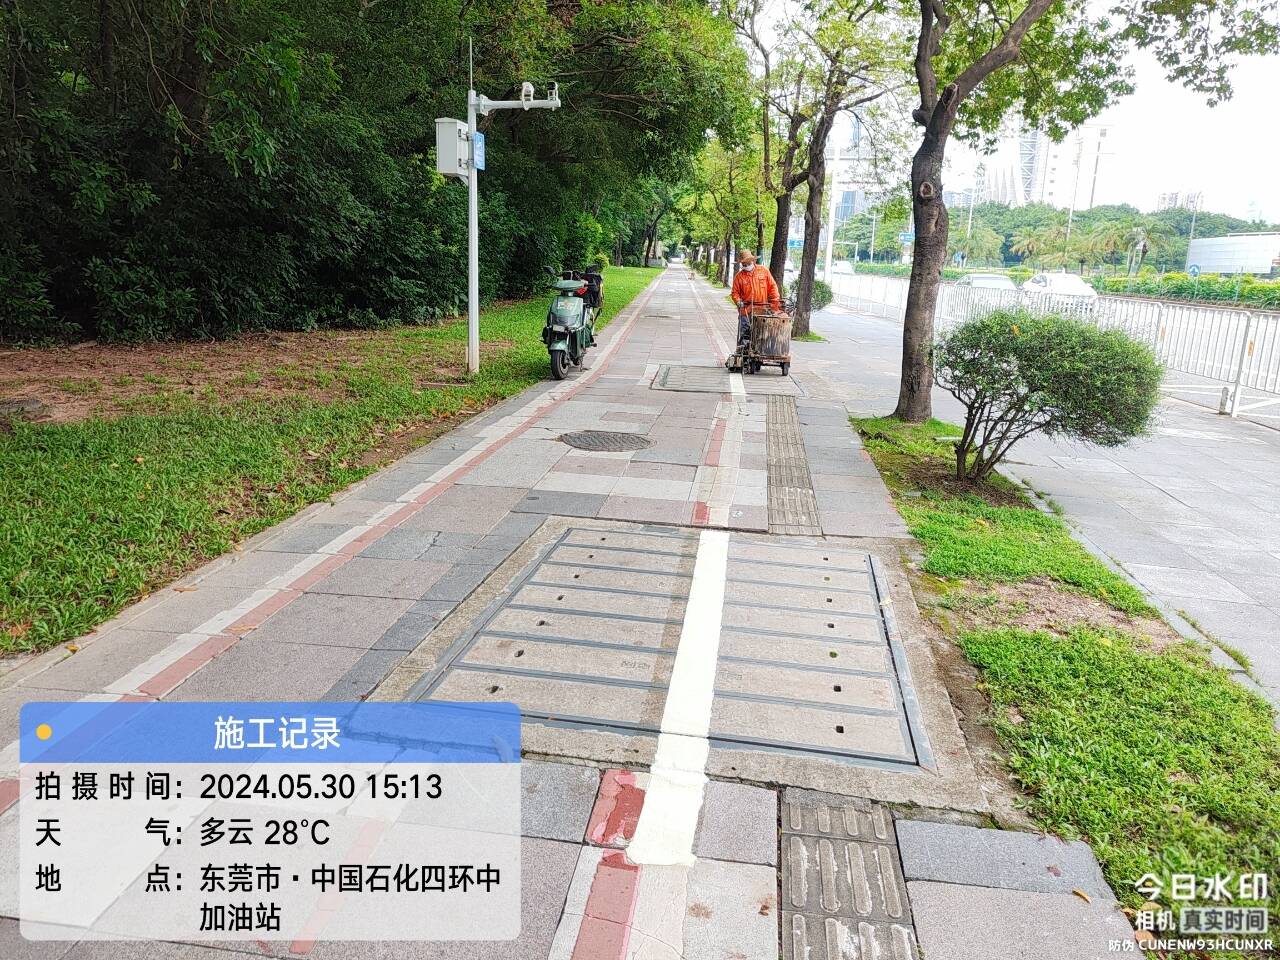 施工记录
拍摄时间：2024.05.30 15:13
天气：多云 28°C
地点：东莞市·中国石化四环中
加油站
今日水印
相机 真实时间
防伪 CUNENW93HCUNXR